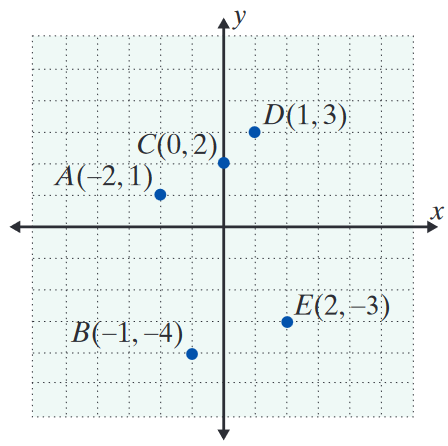 y
D(1, 3)
C(0, 2)
A(–2, 1)
x
E(2, –3)
B(–1, –4)